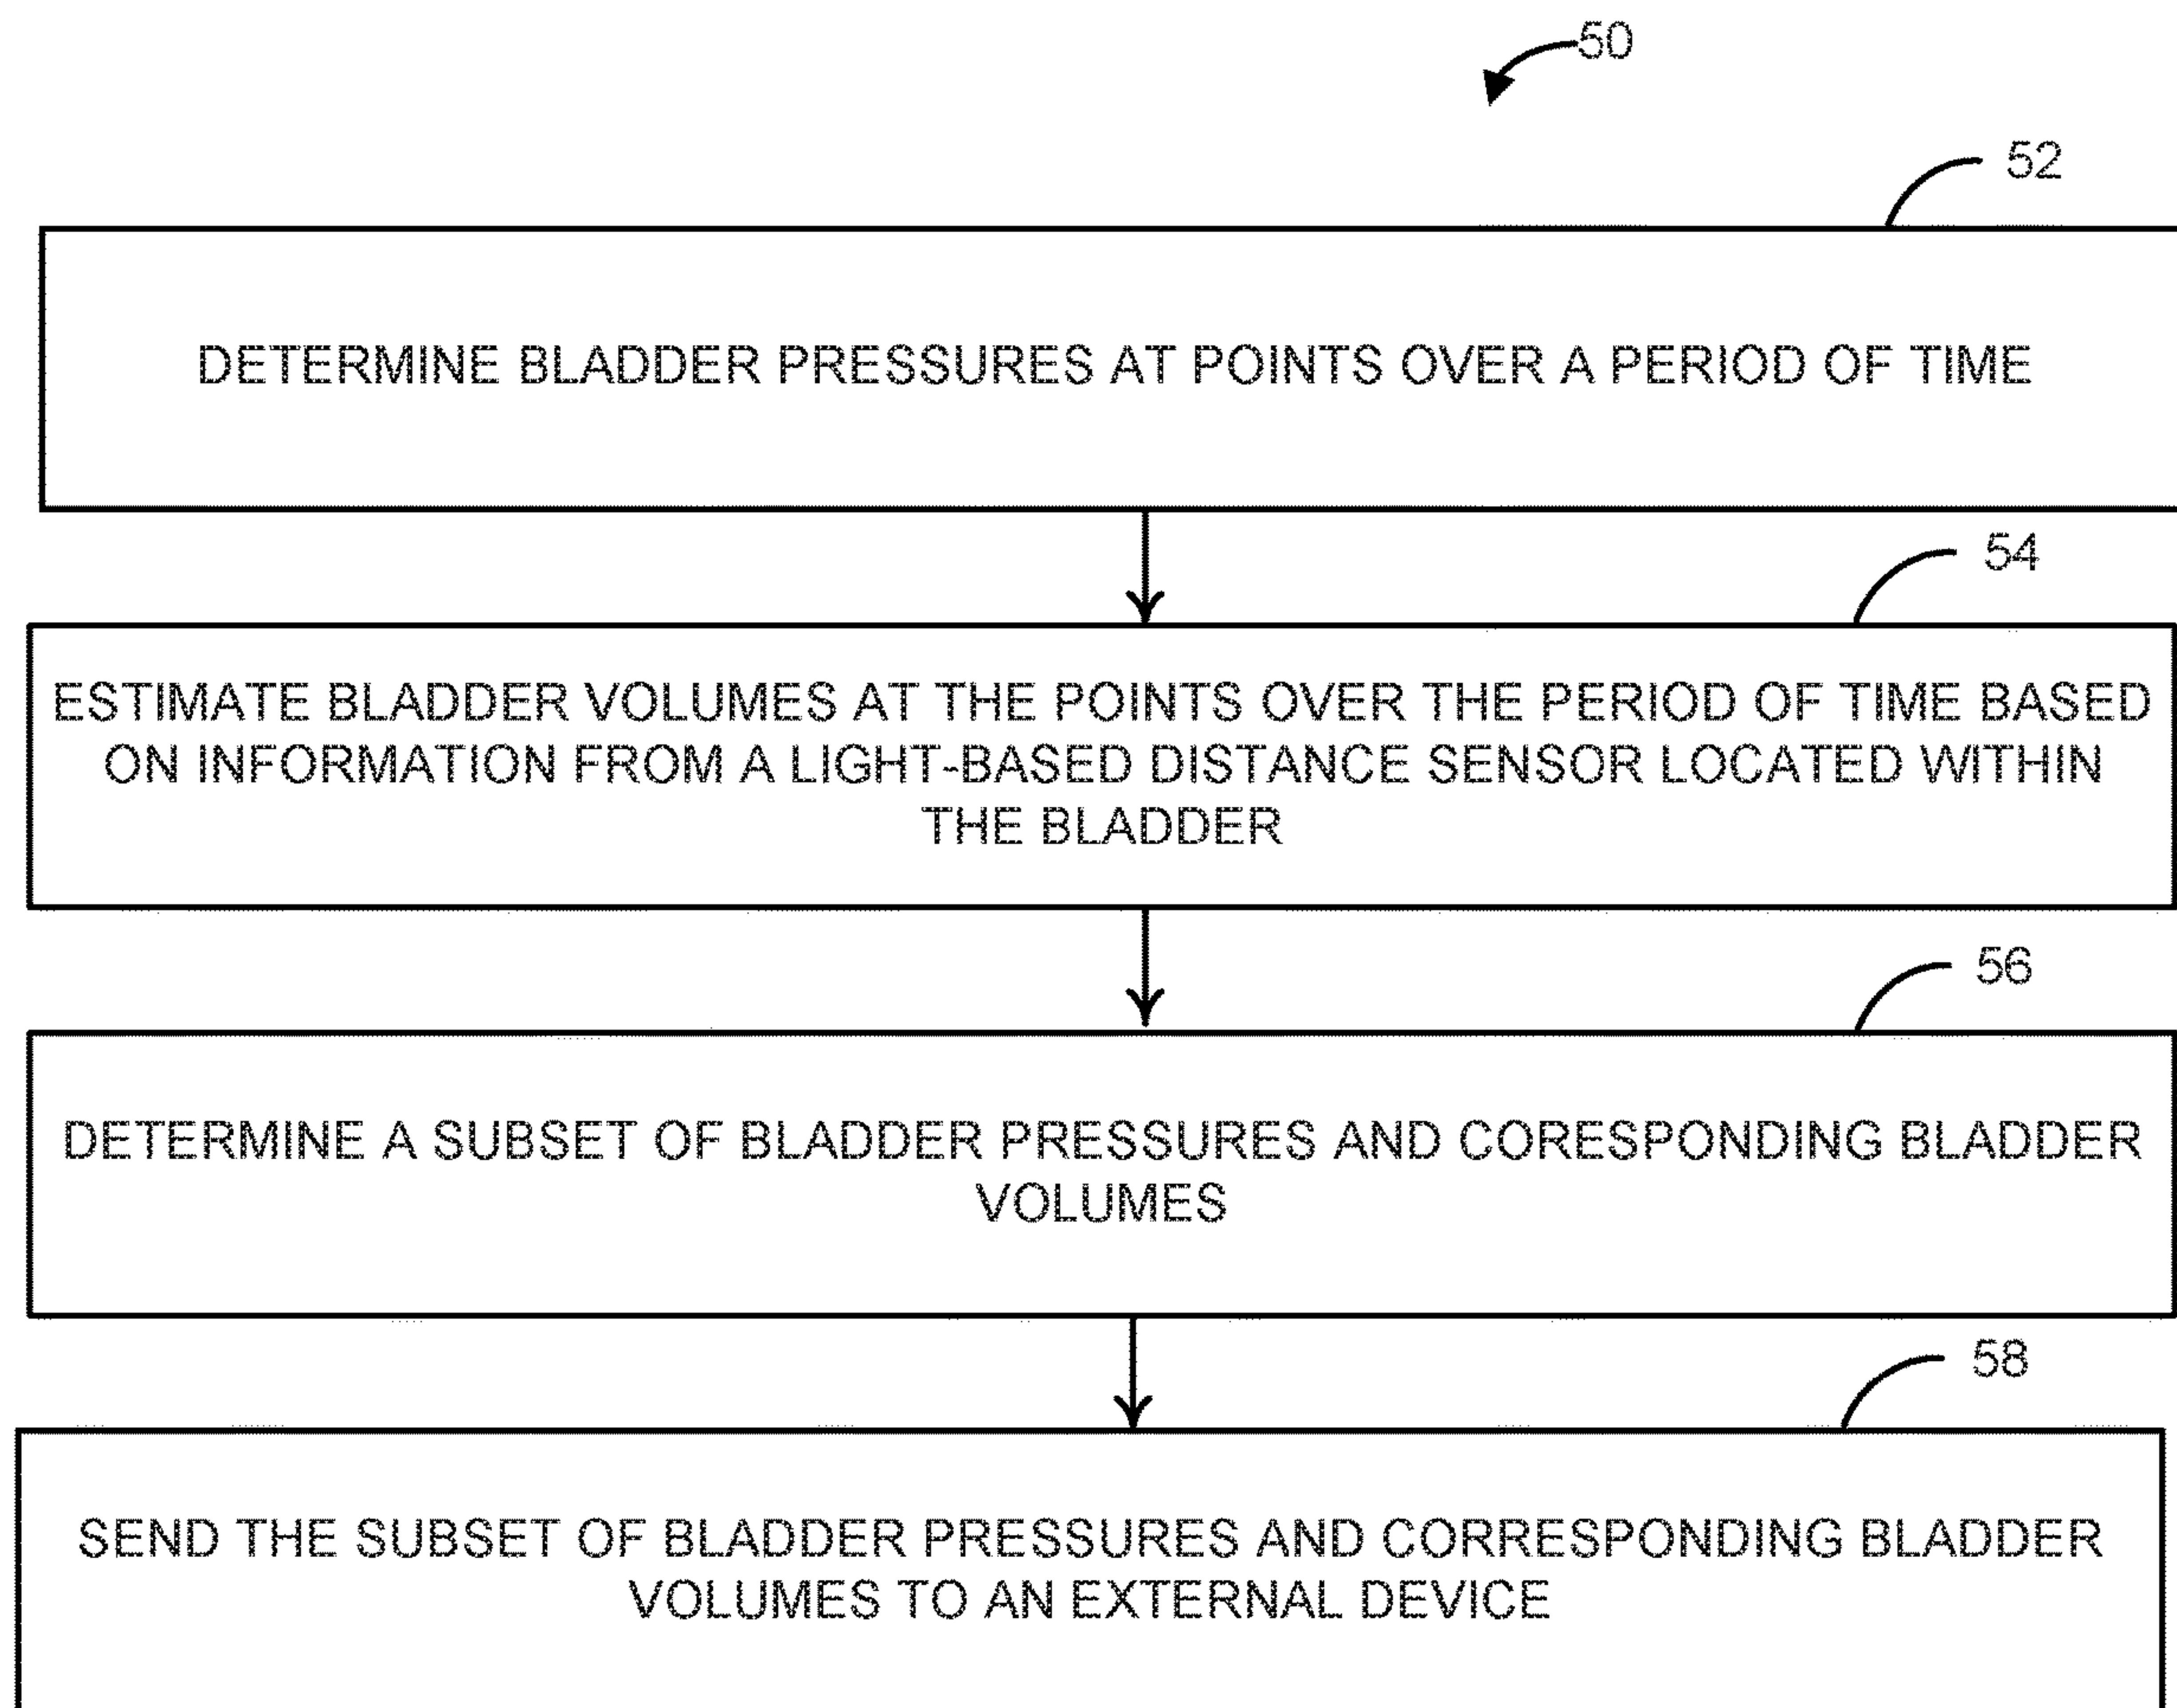 50
52
DETERMINE BLADDER PRESSURES AT POINTS OVER A PERIOD OF TIME
54
ESTIMATE BLADDER VOLUMES AT THE POINTS OVER THE PERIOD OF TIME BASED
ON INFORMATION FROM A LIGHT-BASED DISTANCE SENSOR LOCATED WITHIN
THE BLADDER
56
DETERMINE A SUBSET OF BLADDER PRESSURES AND CORESPONDING BLADDER
VOLUMES
58
SEND THE SUBSET OF BLADDER PRESSURES AND CORRESPONDING BLADDER
VOLUMES TO AN EXTERNAL DEVICE